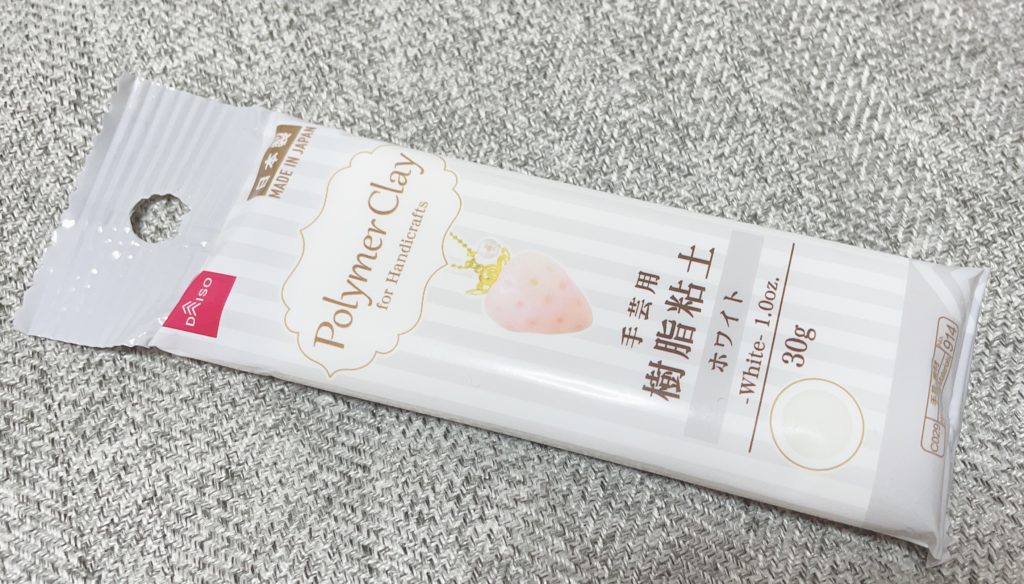 日本製
MADE IN JAPAN
DAISO
Polymer Clay
for Handicrafts
手芸用
樹脂粘土
ホワイト
-White- 1.0oz.
30g